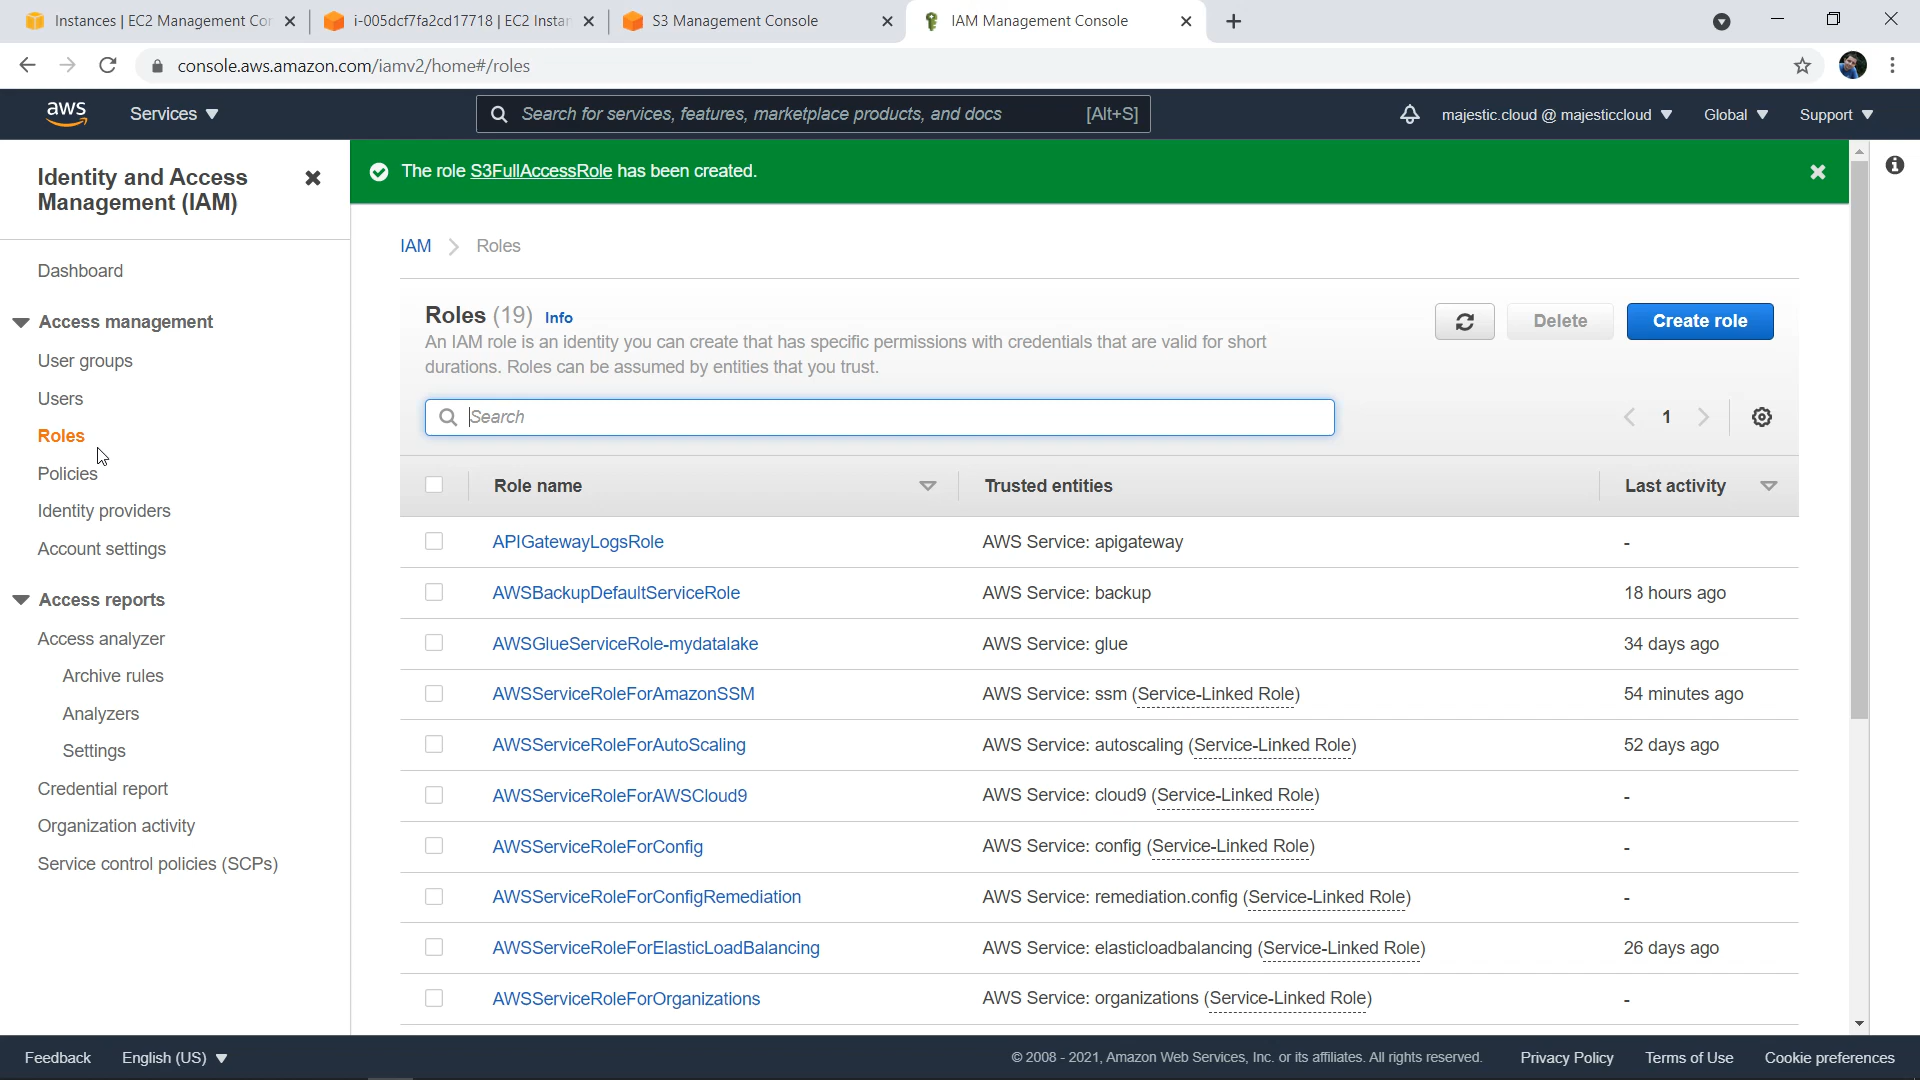 Instances | EC2 Management Con
i-005dcf7fa2cd17718 | EC2 Instan
S3 Management Console
IAM Management Console
console.aws.amazon.com/iamv2/home#/roles
aws
Services
Search for services, features, marketplace products, and docs
[Alt+S]
majestic.cloud @ majesticcloud
Global
Support
Identity and Access
Management (IAM)
Dashboard
Access management
User groups
Users
Roles
Policies
Identity providers
Account settings
Access reports
Access analyzer
Archive rules
Analyzers
Settings
Credential report
Organization activity
Service control policies (SCPs)
The role S3FullAccessRole has been created.
IAM
Roles
Roles (19) Info
An IAM role is an identity you can create that has specific permissions with credentials that are valid for short
durations. Roles can be assumed by entities that you trust.
Delete
Create role
Search
1
Role name
Trusted entities
Last activity
APIGatewayLogsRole
AWS Service: apigateway
-
AWSBackupDefaultServiceRole
AWS Service: backup
18 hours ago
AWSGlueServiceRole-mydatalake
AWS Service: glue
34 days ago
AWSServiceRoleForAmazonSSM
AWS Service: ssm (Service-Linked Role)
54 minutes ago
AWSServiceRoleForAutoScaling
AWS Service: autoscaling (Service-Linked Role)
52 days ago
AWSServiceRoleForAWSCloud9
AWS Service: cloud9 (Service-Linked Role)
-
AWSServiceRoleForConfig
AWS Service: config (Service-Linked Role)
-
AWSServiceRoleForConfigRemediation
AWS Service: remediation.config (Service-Linked Role)
-
AWSServiceRoleForElasticLoadBalancing
AWS Service: elasticloadbalancing (Service-Linked Role)
26 days ago
AWSServiceRoleForOrganizations
AWS Service: organizations (Service-Linked Role)
-
Feedback
English (US)
© 2008 - 2021, Amazon Web Services, Inc. or its affiliates. All rights reserved.
Privacy Policy
Terms of Use
Cookie preferences